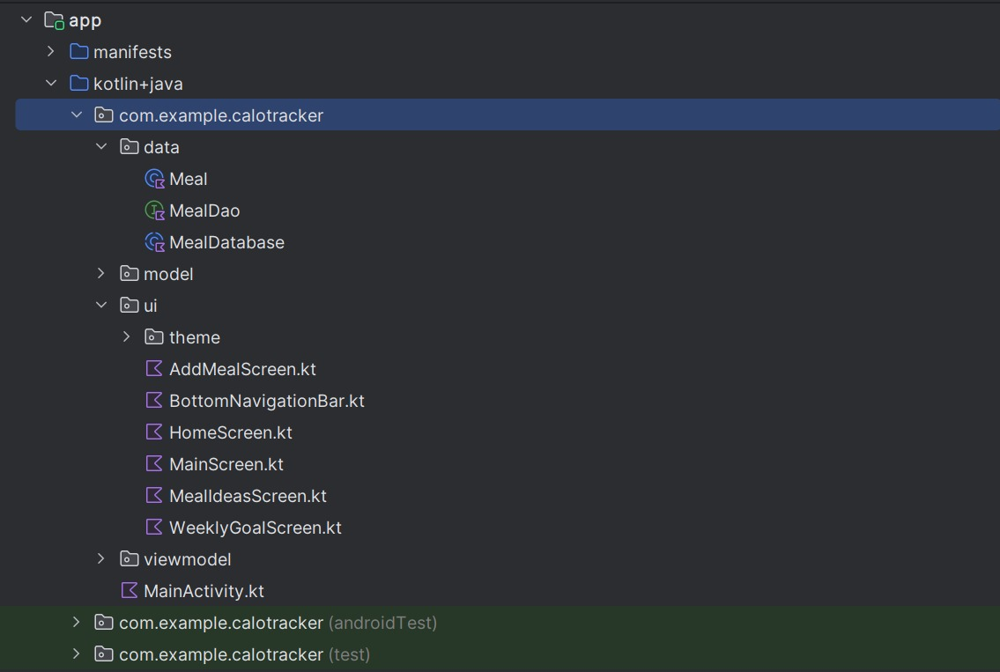 app
manifests
kotlin+java
com.example.calotracker
data
Meal
MealDao
MealDatabase
model
ui
theme
AddMealScreen.kt
BottomNavigationBar.kt
HomeScreen.kt
MainScreen.kt
MealIdeasScreen.kt
WeeklyGoalScreen.kt
viewmodel
MainActivity.kt
com.example.calotracker (androidTest)
com.example.calotracker (test)